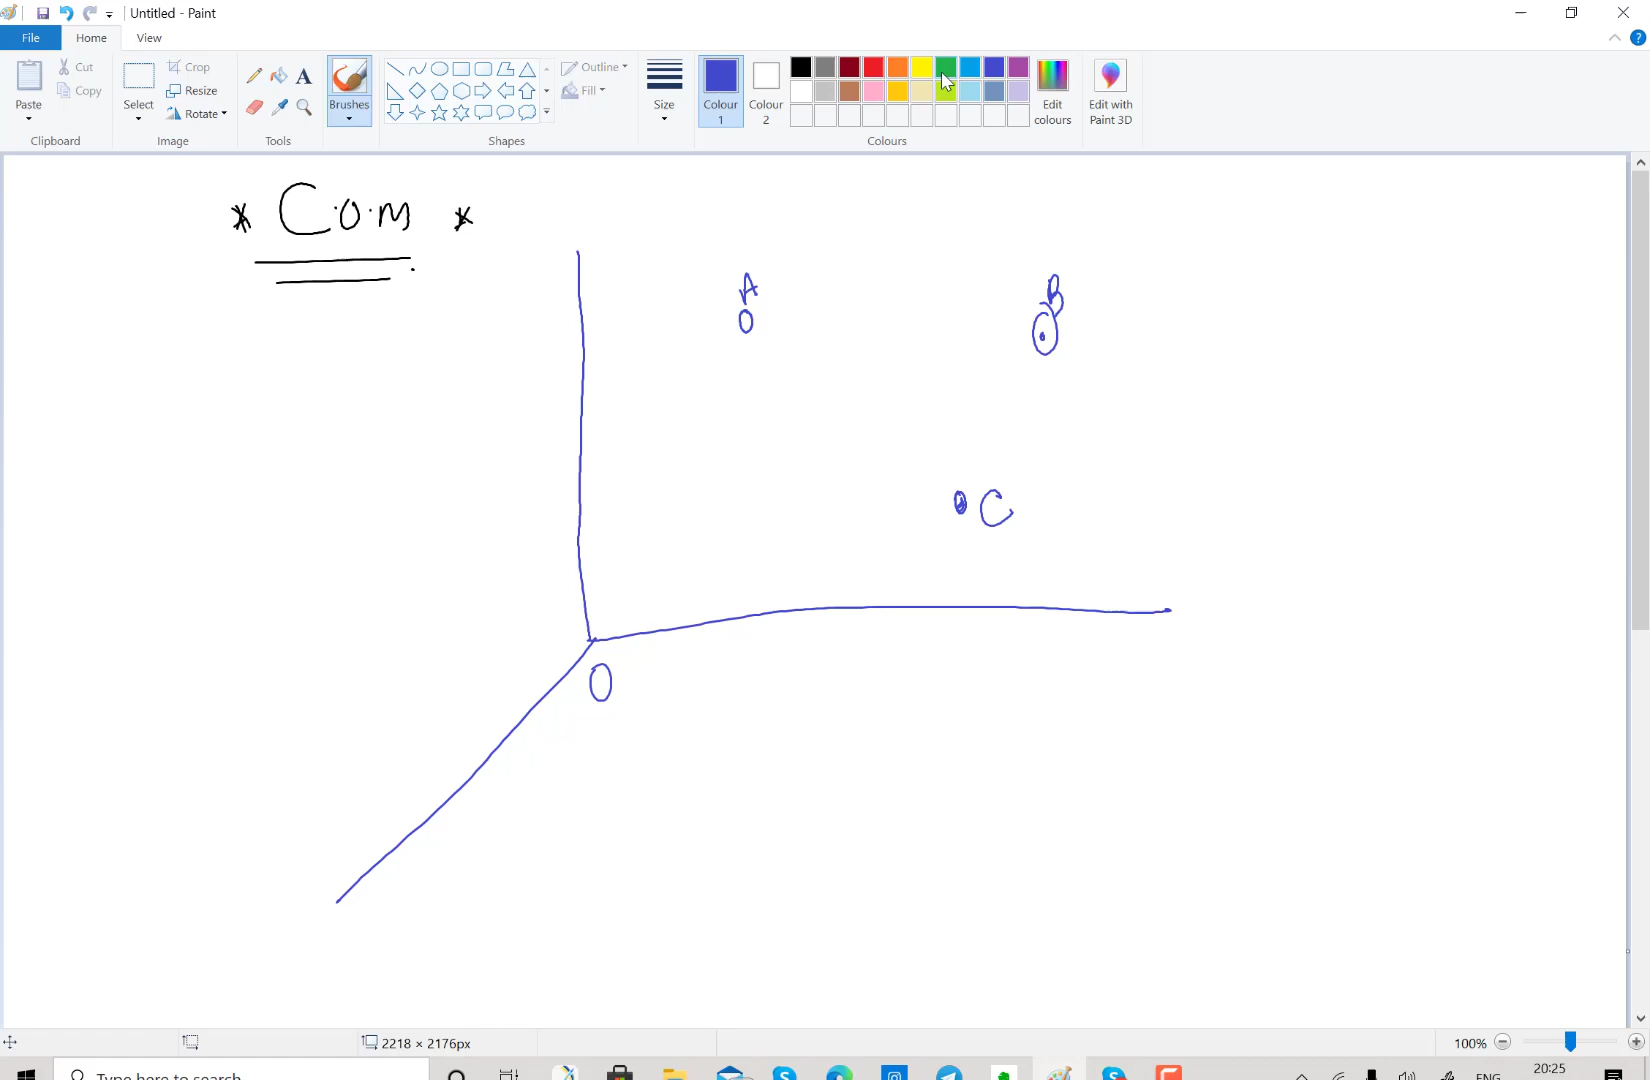 Untitled - Paint
File Home View
Paste
Cut
Copy
Clipboard
Select
Crop
Resize
Rotate
Image
A
Tools
Brushes
Shapes
Outline
Fill
Size
Colour 1
Colour 2
Colours
Edit colours
Edit with Paint 3D
* C.O.M *
A
B
C
O
2218 × 2176px
100%
Type here to search
ENG
20:25